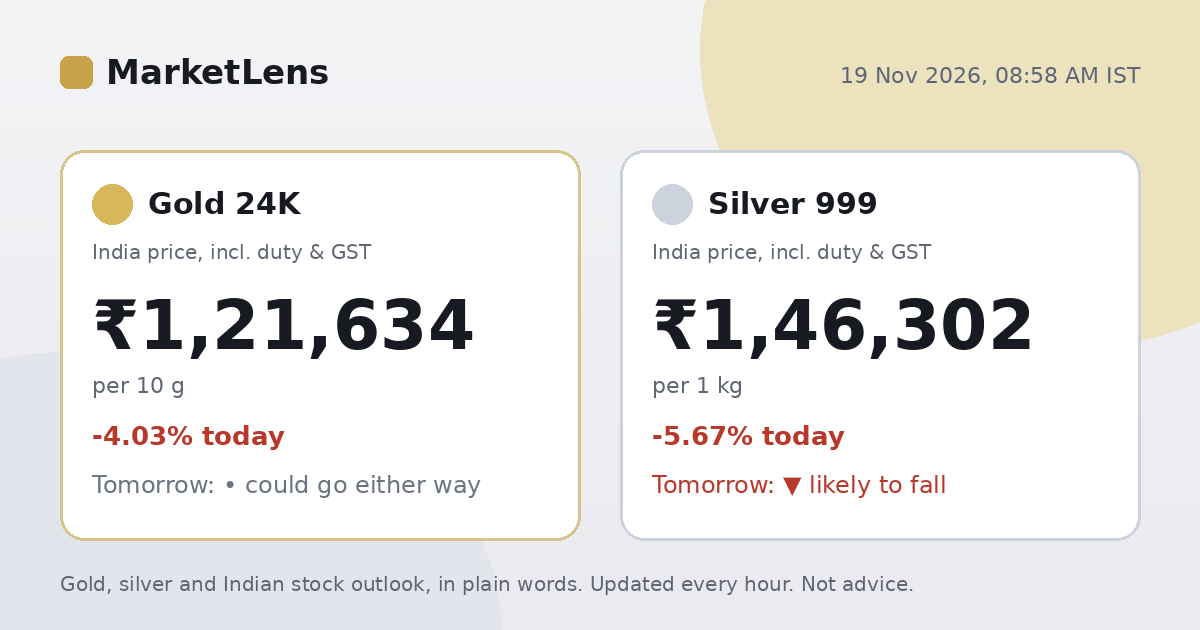 MarketLens
19 Nov 2026, 08:58 AM IST
Gold 24K
India price, incl. duty & GST
₹1,21,634
per 10 g
-4.03% today
Tomorrow: • could go either way
Silver 999
India price, incl. duty & GST
₹1,46,302
per 1 kg
-5.67% today
Tomorrow: ▼ likely to fall
Gold, silver and Indian stock outlook, in plain words. Updated every hour. Not advice.